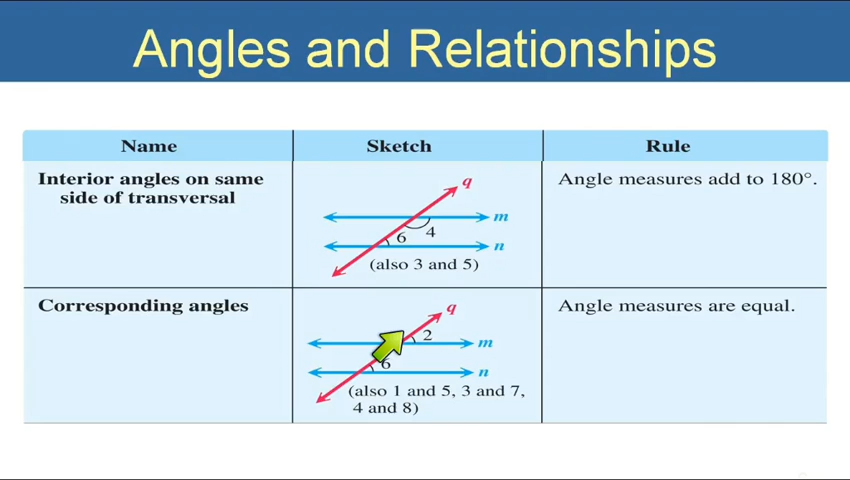 Angles and Relationships
Name Sketch Rule
Interior angles on same
side of transversal
q
m
6 4
n
(also 3 and 5)
Angle measures add to 180°.
Corresponding angles
q
2
m
6
n
(also 1 and 5, 3 and 7,
4 and 8)
Angle measures are equal.